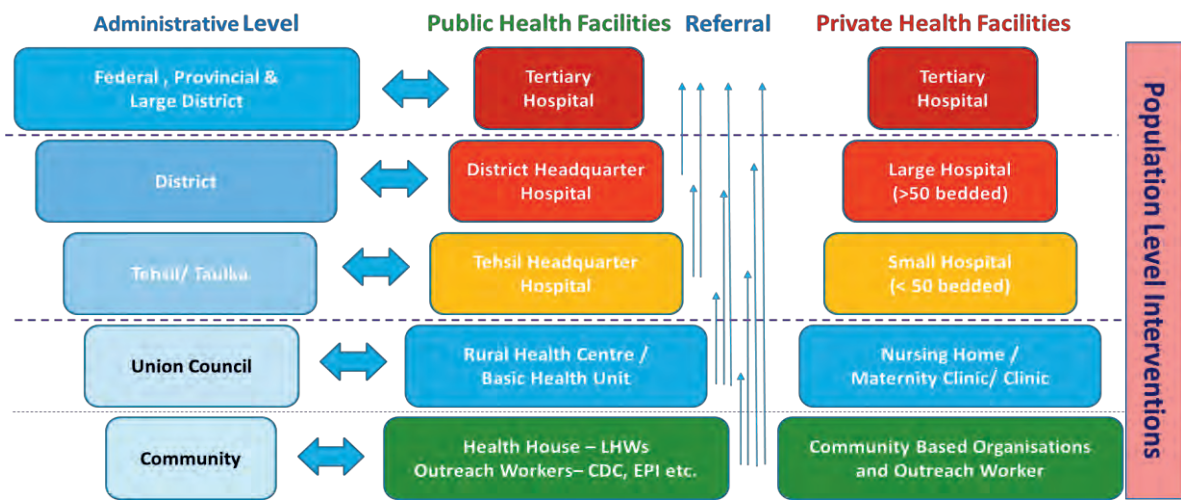 Administrative Level
Public Health Facilities
Referral
Private Health Facilities
Federal , Provincial &
Large District
Tertiary
Hospital
Tertiary
Hospital
District
District Headquarter
Hospital
Large Hospital
(>50 bedded)
Tehsil/ Taulka
Tehsil Headquarter
Hospital
Small Hospital
(< 50 bedded)
Union Council
Rural Health Centre /
Basic Health Unit
Nursing Home /
Maternity Clinic/ Clinic
Community
Health House – LHWs
Outreach Workers– CDC, EPI etc.
Community Based Organisations
and Outreach Worker
Population Level Interventions